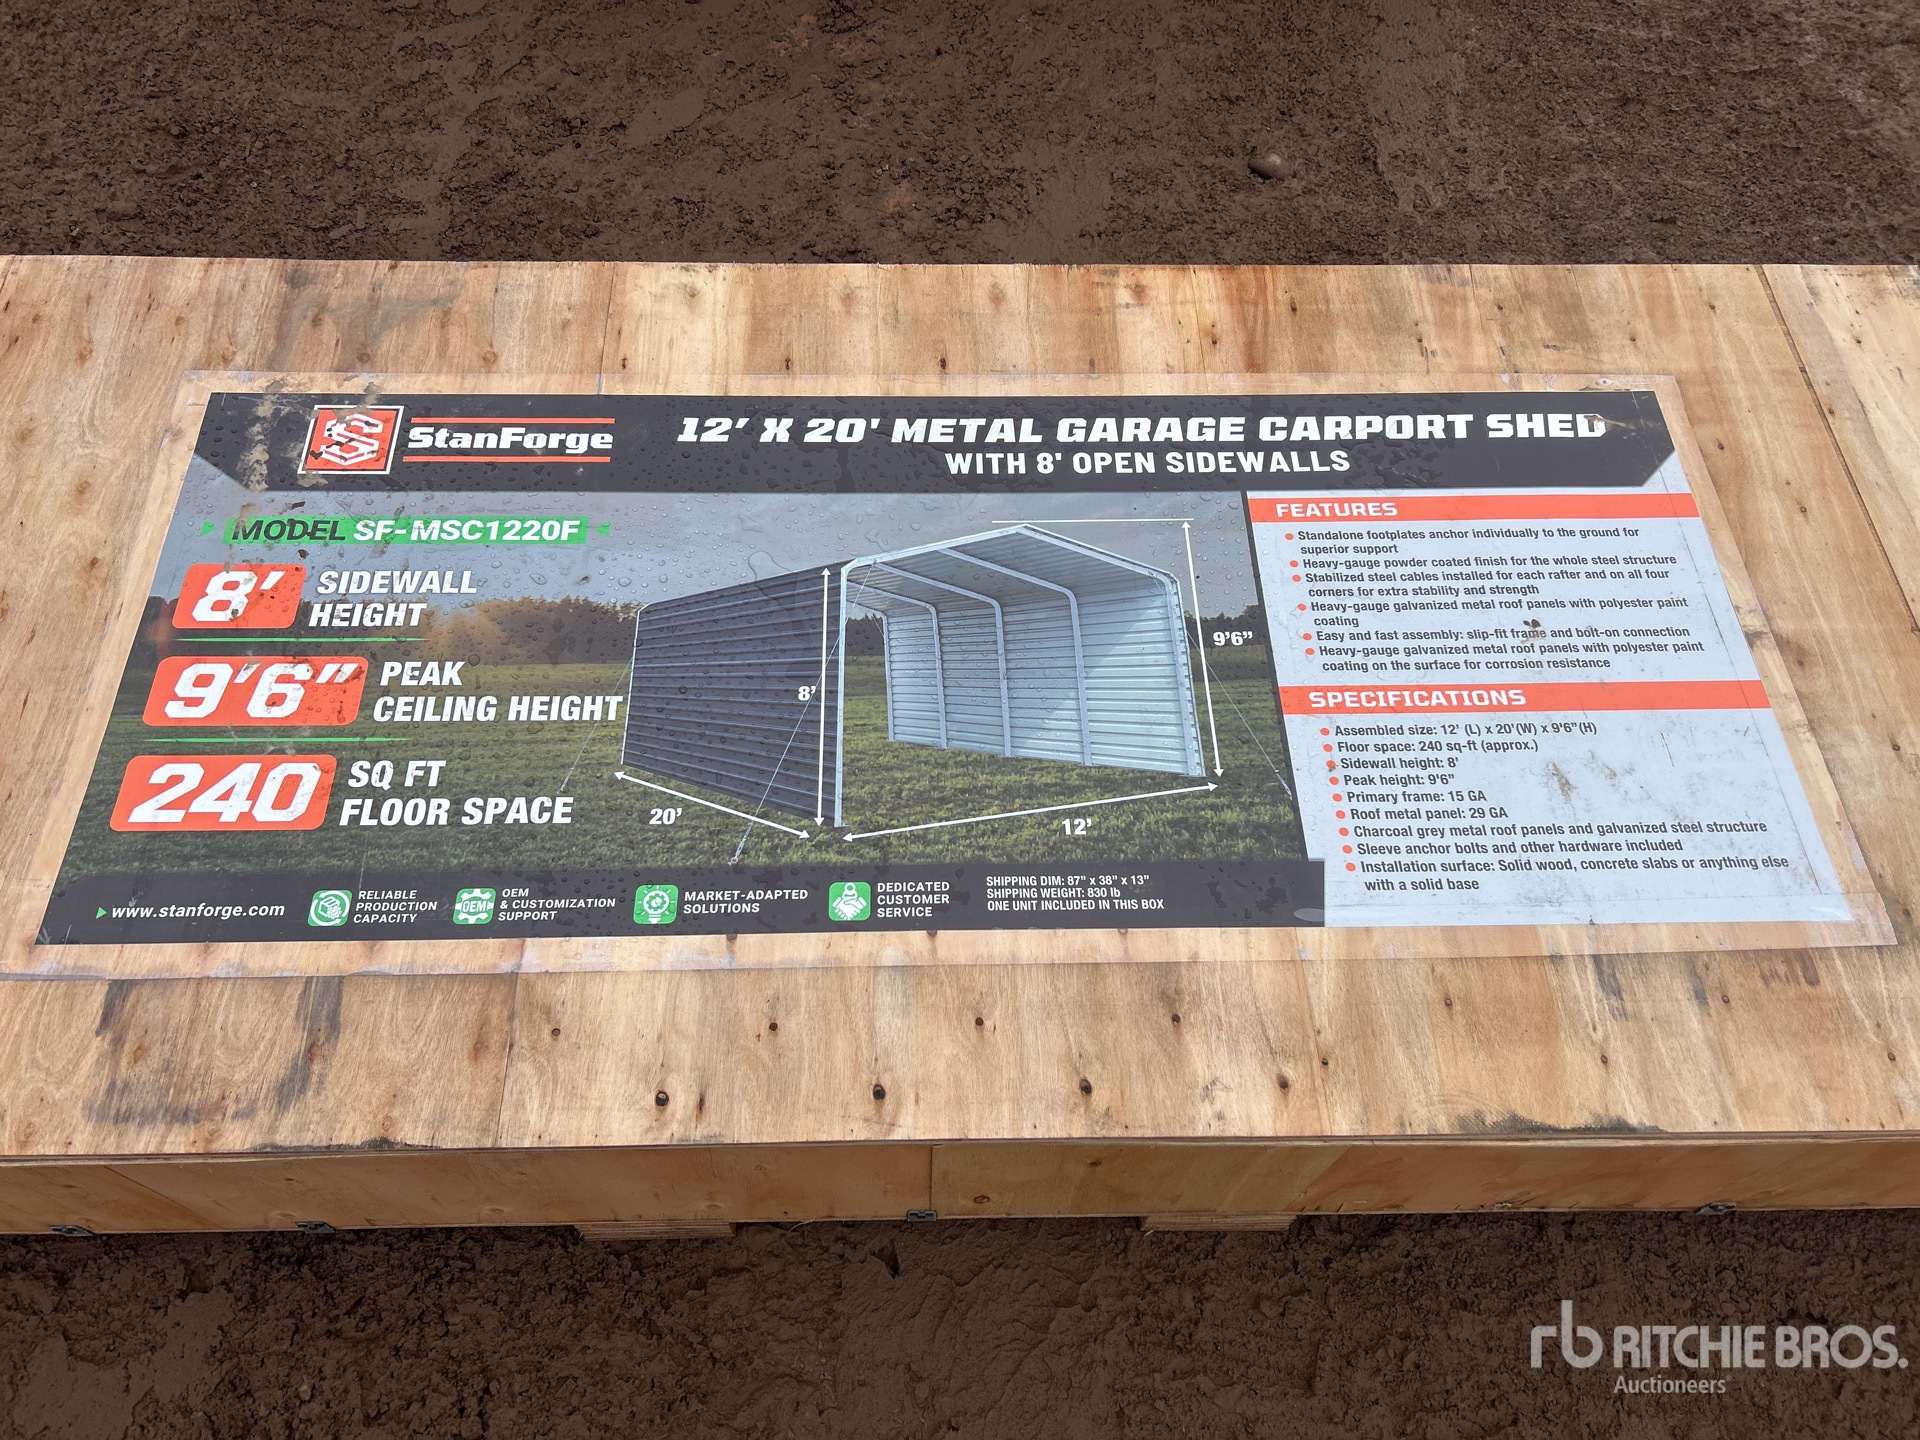 StanForge
12' X 20' METAL GARAGE CARPORT SHED
WITH 8' OPEN SIDEWALLS
MODEL SF-MSC1220F
8' SIDEWALL
HEIGHT
9'6" PEAK
CEILING HEIGHT
240 SQ FT
FLOOR SPACE
8'
9'6"
20'
12'
FEATURES
Standalone footplates anchor individually to the ground for
superior support
Heavy-gauge powder coated finish for the whole steel structure
Stabilized steel cables installed for each rafter and on all four
corners for extra stability and strength
Heavy-gauge galvanized metal roof panels with polyester paint
coating
Easy and fast assembly: slip-fit frame and bolt-on connection
Heavy-gauge galvanized metal roof panels with polyester paint
coating on the surface for corrosion resistance
SPECIFICATIONS
Assembled size: 12' (L) x 20'(W) x 9'6"(H)
Floor space: 240 sq-ft (approx.)
Sidewall height: 8'
Peak height: 9'6"
Primary frame: 15 GA
Roof metal panel: 29 GA
Charcoal grey metal roof panels and galvanized steel structure
Sleeve anchor bolts and other hardware included
Installation surface: Solid wood, concrete slabs or anything else
with a solid base
www.stanforge.com
RELIABLE
PRODUCTION
CAPACITY
OEM
OEM
& CUSTOMIZATION
SUPPORT
MARKET-ADAPTED
SOLUTIONS
DEDICATED
CUSTOMER
SERVICE
SHIPPING DIM: 87" x 38" x 13"
SHIPPING WEIGHT: 830 lb
ONE UNIT INCLUDED IN THIS BOX
rb RITCHIE BROS.
Auctioneers